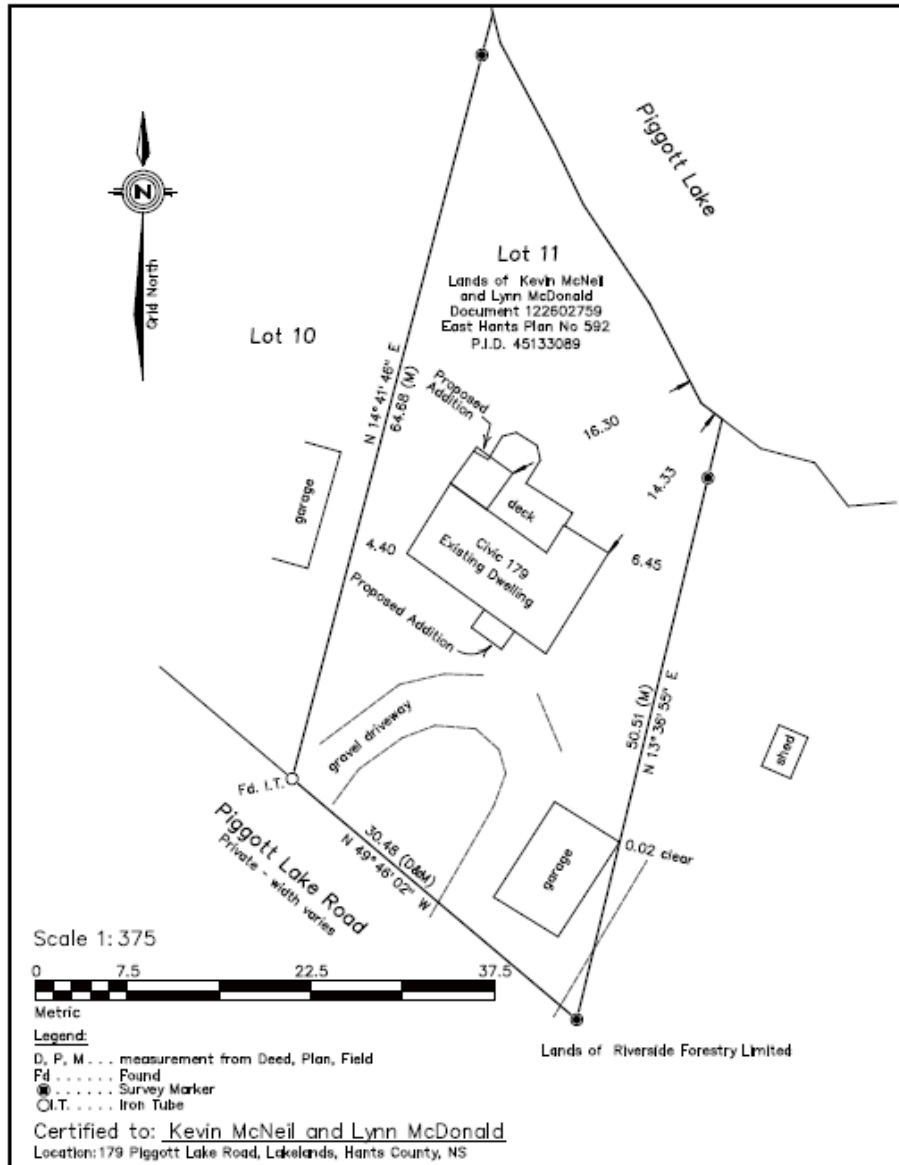 Piggott Lake
N
Grid North
Lot 11
Lands of Kevin McNeil
and Lynn McDonald
Document 122602759
East Hants Plan No 592
P.I.D. 45133089
Lot 10
N 14°41'46" E
64.68 (M)
Proposed
Addition
16.30
14.33
garage
deck
4.40
Civic 179
Existing Dwelling
6.45
Proposed Addition
50.51 (M)
N 13°36'55" E
shed
gravel driveway
Fd. I.T.
30.48 (D&M)
N 49°46'02" W
Piggott Lake Road
Private - width varies
garage
0.02 clear
Scale 1:375
0 7.5 22.5 37.5
Metric
Lands of Riverside Forestry Limited
Legend:
D, P, M . . . measurement from Deed, Plan, Field
Fd . . . . . . Found
. . . . . . Survey Marker
I.T. . . . . . Iron Tube
Certified to: Kevin McNeil and Lynn McDonald
Location: 179 Piggott Lake Road, Lakelands, Hants County, NS